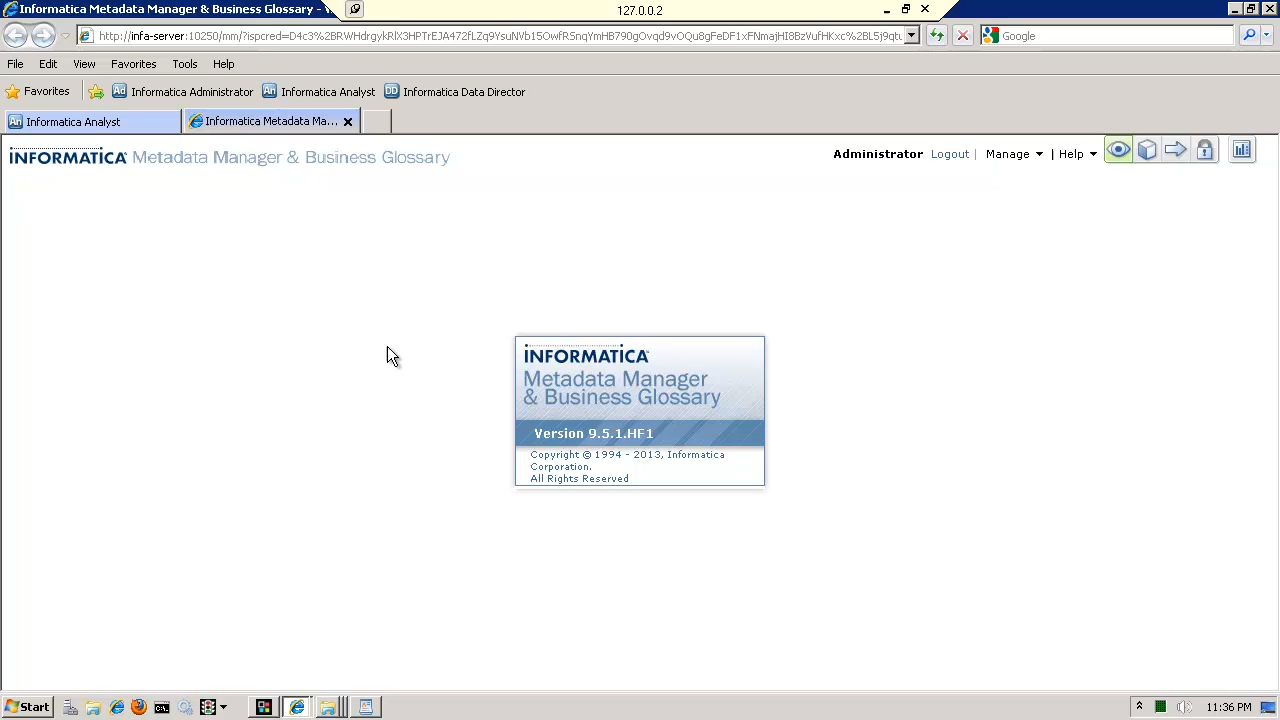 Informatica Metadata Manager & Business Glossary -
127.0.0.2
Google
File Edit View Favorites Tools Help
Favorites Informatica Administrator Informatica Analyst Informatica Data Director
Informatica Analyst
Informatica Metadata Ma...
INFORMATICA Metadata Manager & Business Glossary
Administrator Logout | Manage | Help
INFORMATICA
Metadata Manager
& Business Glossary
Version 9.5.1.HF1
Copyright © 1994 - 2013, Informatica
Corporation.
All Rights Reserved
Start
11:36 PM